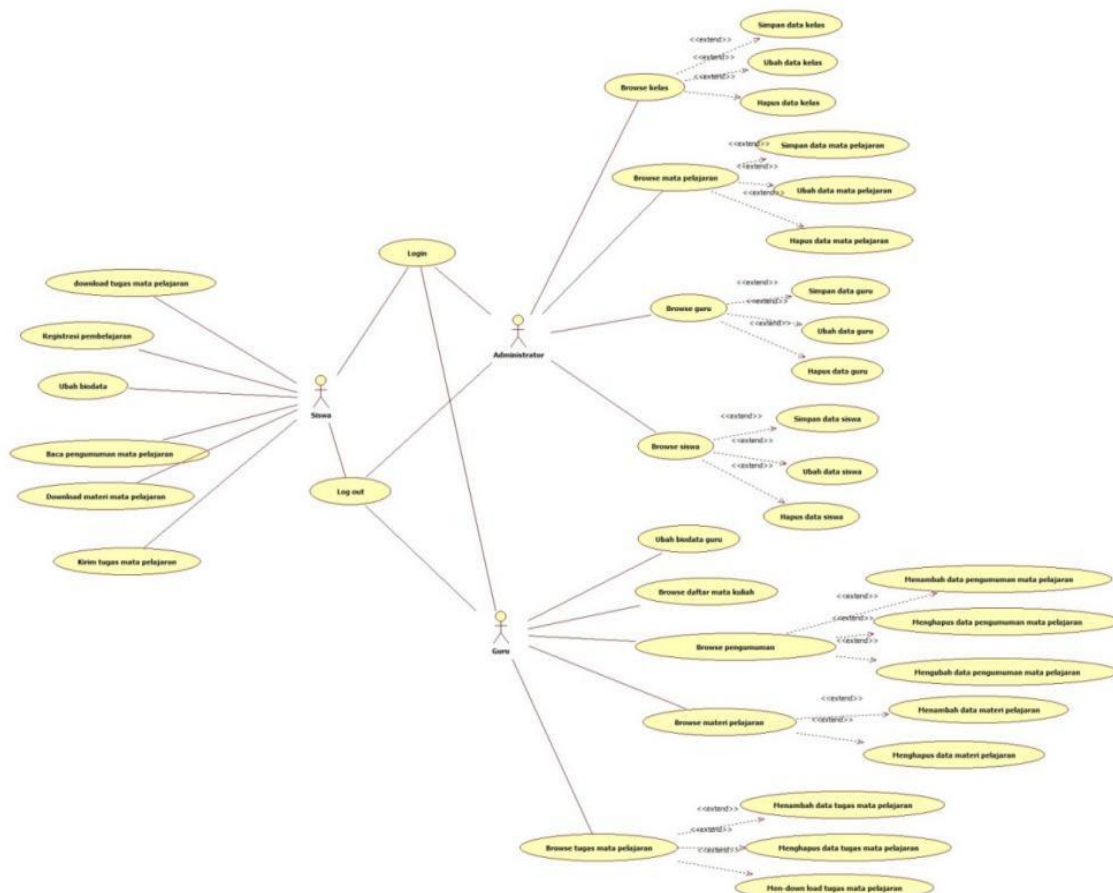 Simpan data kelas
<<extend>>
<<extend>>
Ubah data kelas
<<extend>>
Browse kelas
Hapus data kelas
<<extend>>
Simpan data mata pelajaran
<<extend>>
Browse mata pelajaran
Ubah data mata pelajaran
<<extend>>
Hapus data mata pelajaran
Login
download tugas mata pelajaran
<<extend>>
Simpan data guru
Browse guru
<<extend>>
<<extend>>
Ubah data guru
Registrasi pembelajaran
Administrator
Hapus data guru
Ubah biodata
Siswa
<<extend>>
Simpan data siswa
<<extend>>
Browse siswa
Baca pengumuman mata pelajaran
<<extend>>
Ubah data siswa
Log out
Download materi mata pelajaran
Hapus data siswa
Ubah biodata guru
Kirim tugas mata pelajaran
Menambah data pengumuman mata pelajaran
Browse daftar mata kuliah
<<extend>>
<<extend>>
Menghapus data pengumuman mata pelajaran
Guru
Browse pengumuman
<<extend>>
Mengubah data pengumuman mata pelajaran
<<extend>>
Menambah data materi pelajaran
Browse materi pelajaran
<<extend>>
Menghapus data materi pelajaran
<<extend>>
Menambah data tugas mata pelajaran
<<extend>>
Browse tugas mata pelajaran
<<extend>>
Menghapus data tugas mata pelajaran
Men-down load tugas mata pelajaran